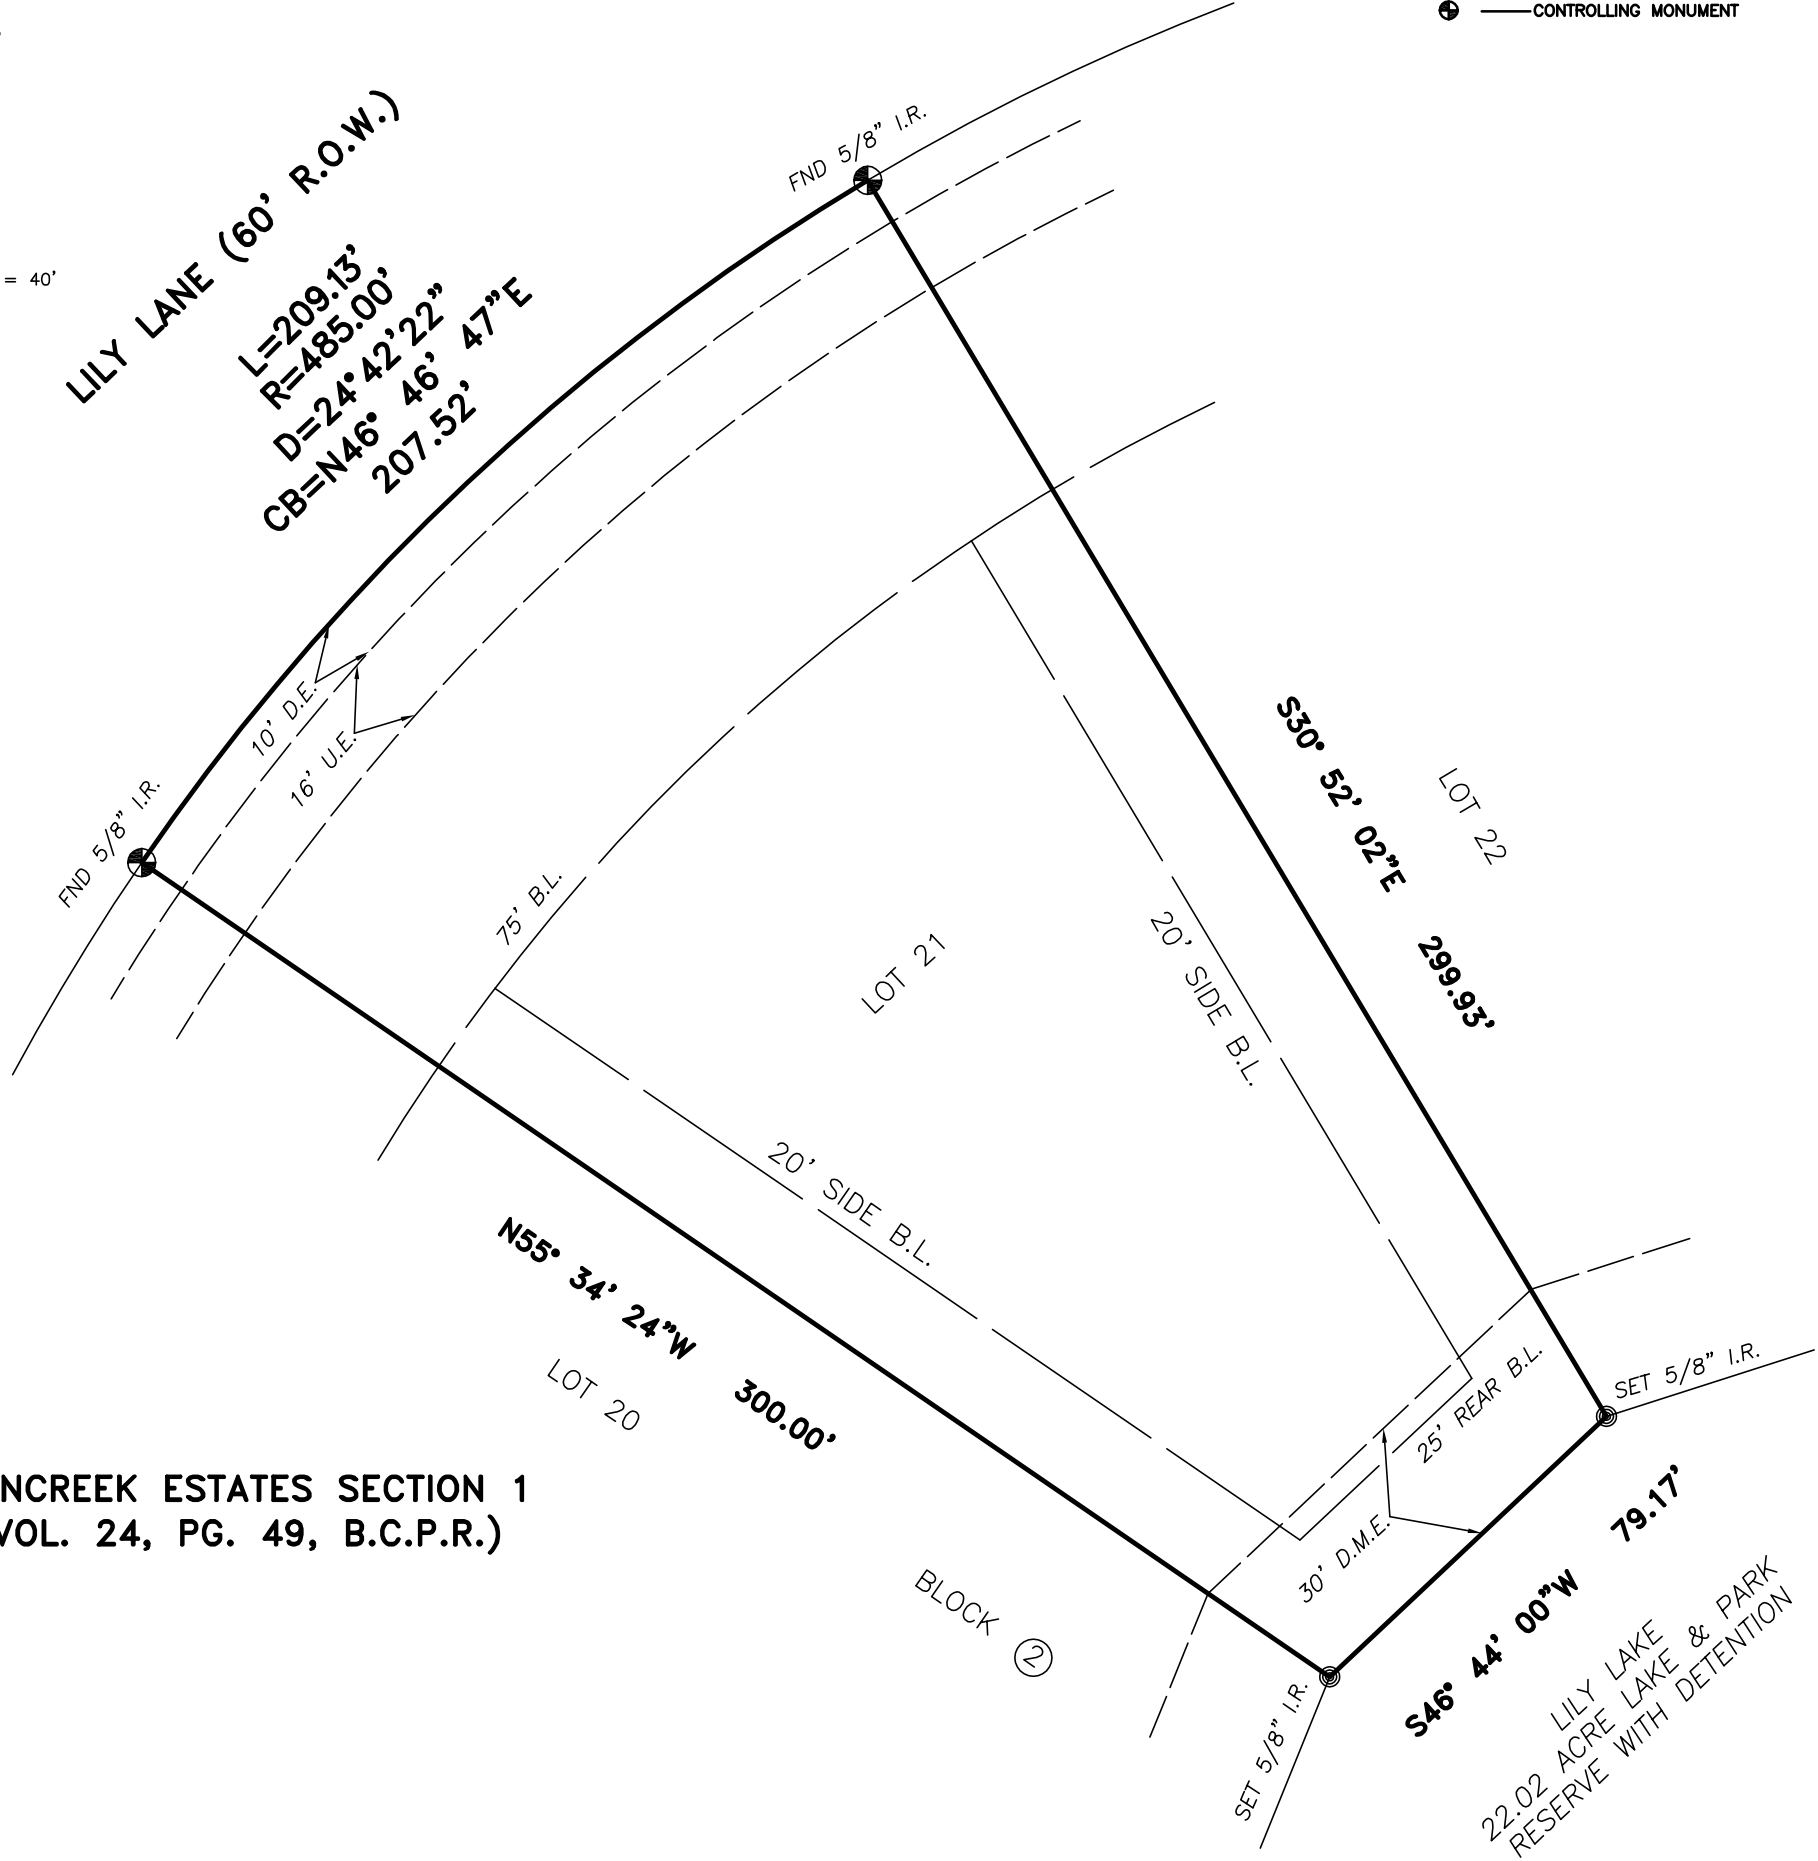 CONTROLLING MONUMENT
= 40'
LILY LANE (60' R.O.W.)
L=209.13'
R=485.00'
D=24°42'22"
CB=N46° 46' 47"E
207.52'
FND 5/8" I.R.
FND 5/8" I.R.
10' D.E.
16' U.E.
75' B.L.
LOT 21
20' SIDE B.L.
S30° 52' 02"E 299.93'
LOT 22
20' SIDE B.L.
N55° 34' 24"W 300.00'
LOT 20
25' REAR B.L.
SET 5/8" I.R.
30' D.M.E.
S46° 44' 00"W 79.17'
NCREEK ESTATES SECTION 1
VOL. 24, PG. 49, B.C.P.R.)
BLOCK 2
SET 5/8" I.R.
LILY LAKE
22.02 ACRE LAKE & PARK
RESERVE WITH DETENTION